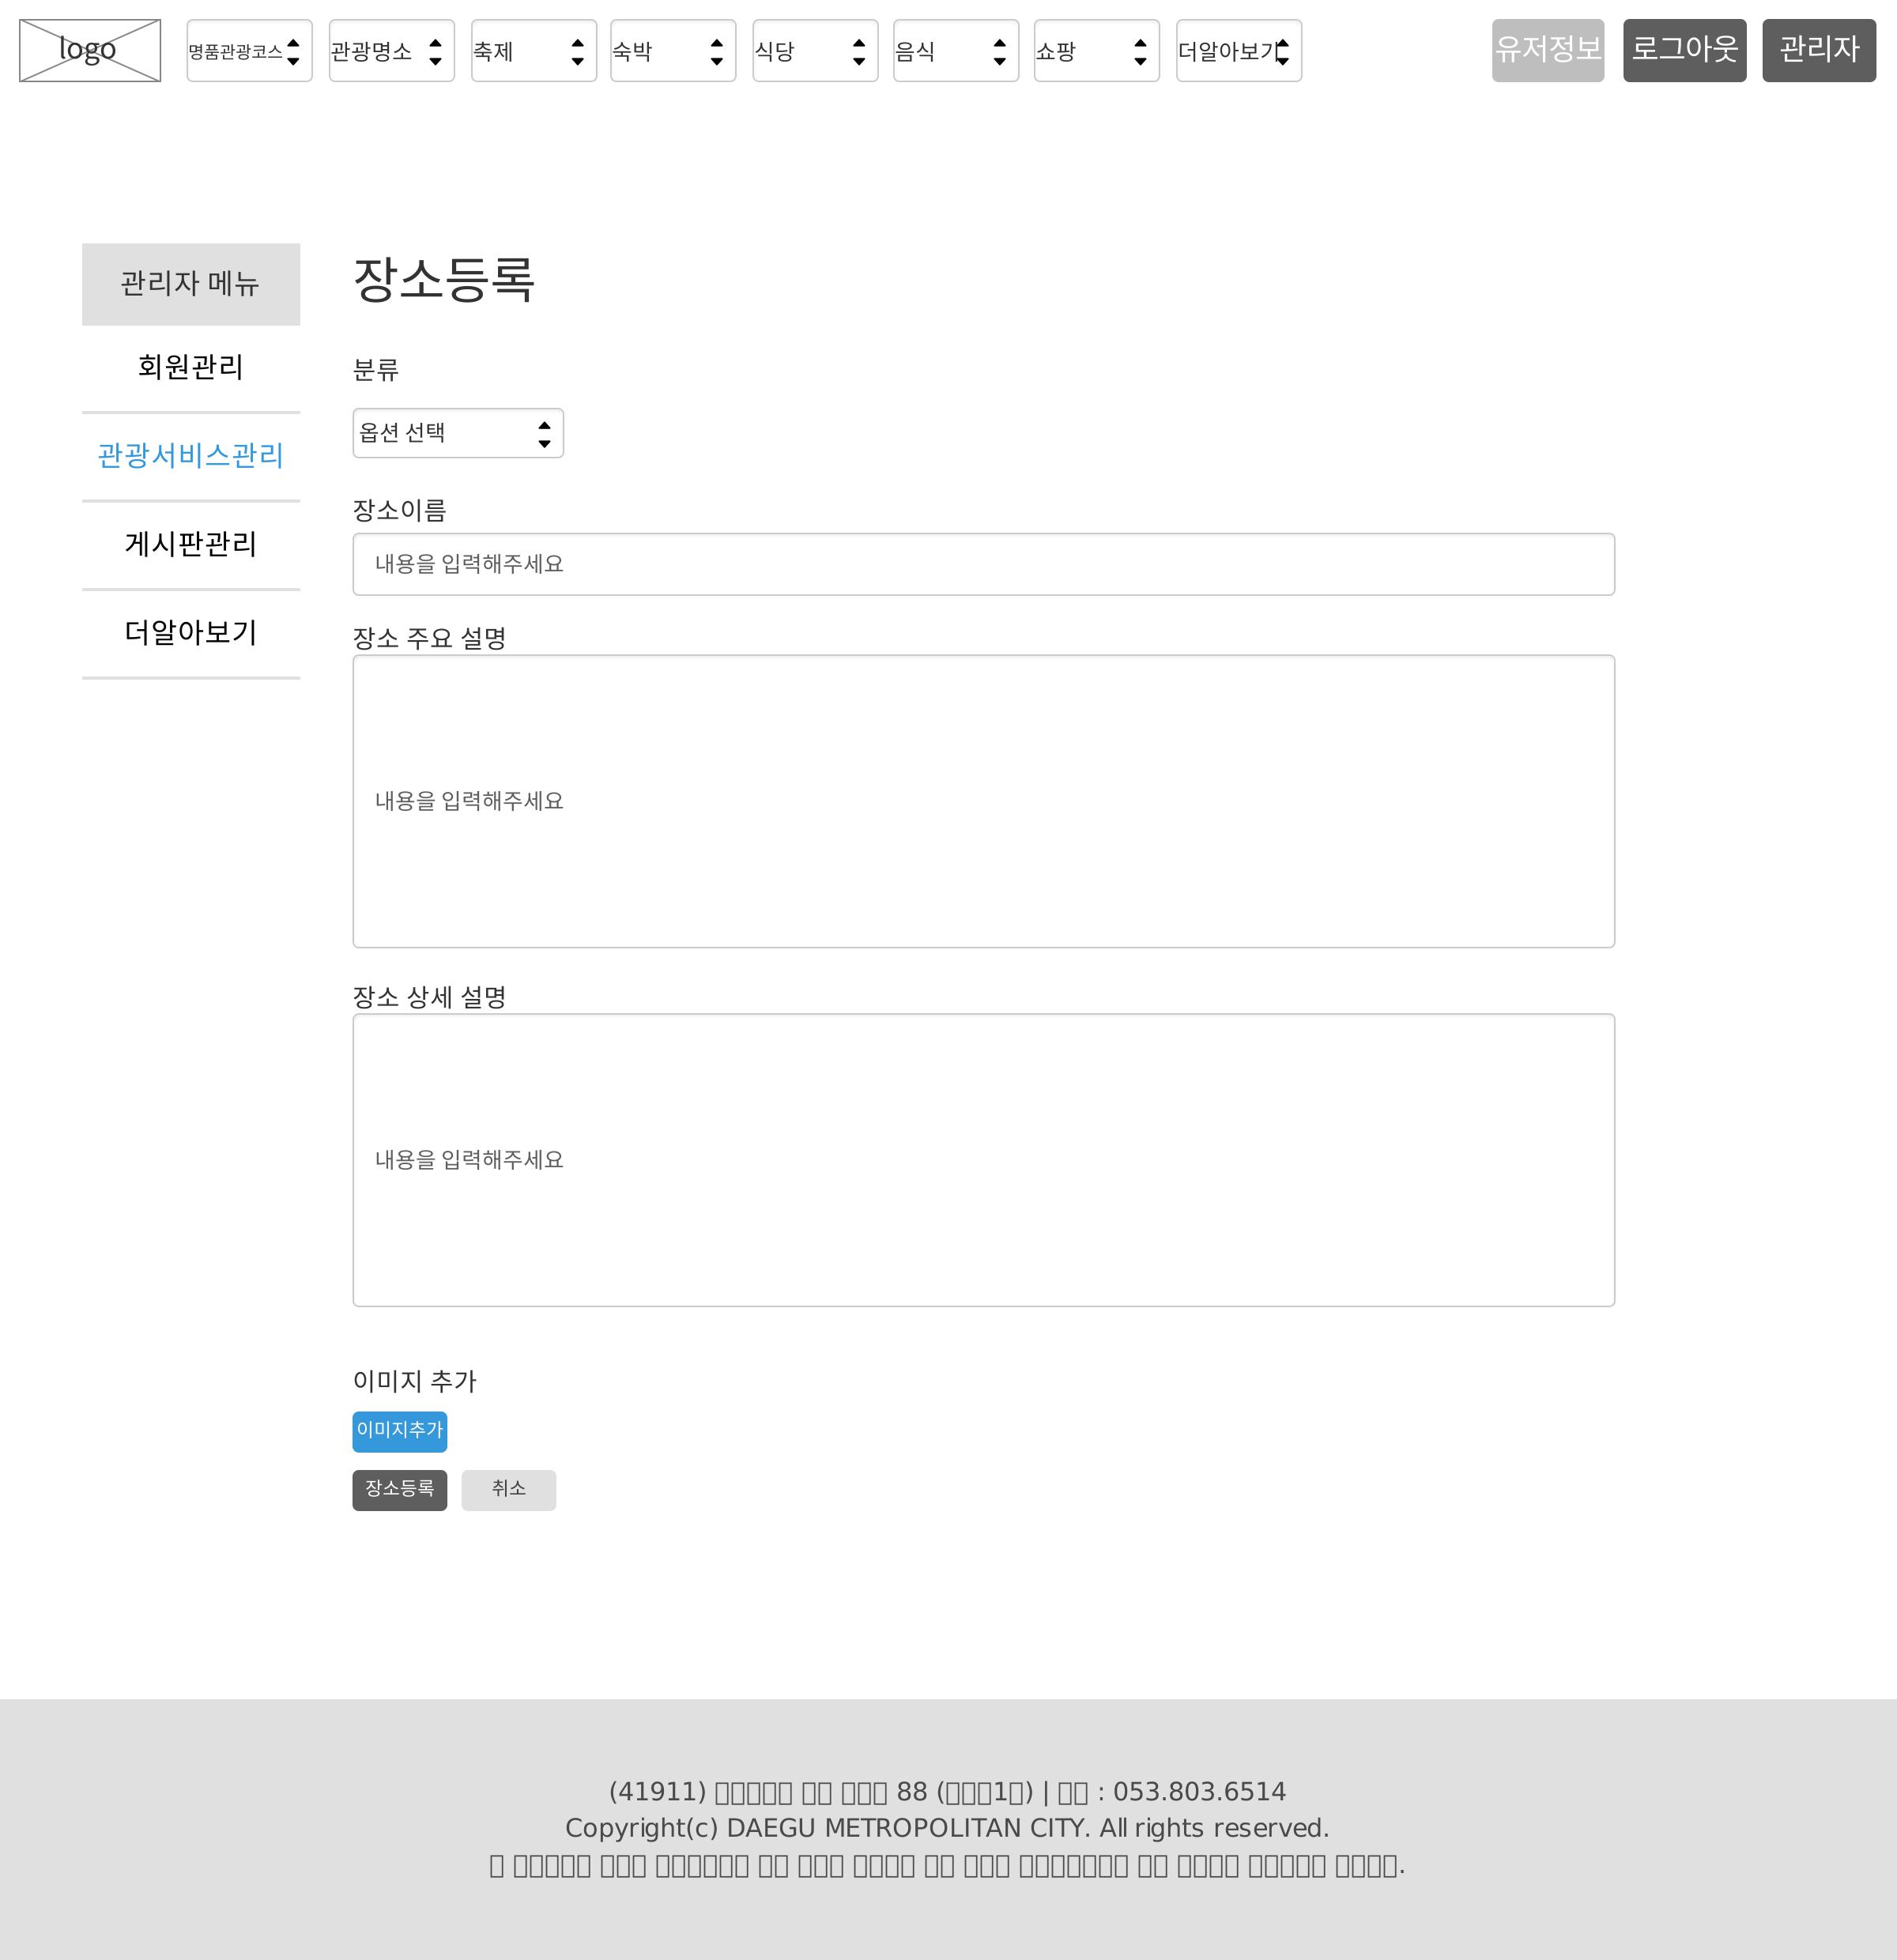 logo
명품관광코스
관광명소
축제
숙박
식당
음식
쇼팡
더알아보기
유저정보
로그아웃
관리자
관리자 메뉴
회원관리
관광서비스관리
게시판관리
더알아보기
장소등록
분류
옵션 선택
장소이름
내용을 입력해주세요
장소 주요 설명
내용을 입력해주세요
장소 상세 설명
내용을 입력해주세요
이미지 추가
이미지추가
장소등록
취소
(41911) 88 ( 1 ) | : 053.803.6514
Copyright(c) DAEGU METROPOLITAN CITY. All rights reserved.